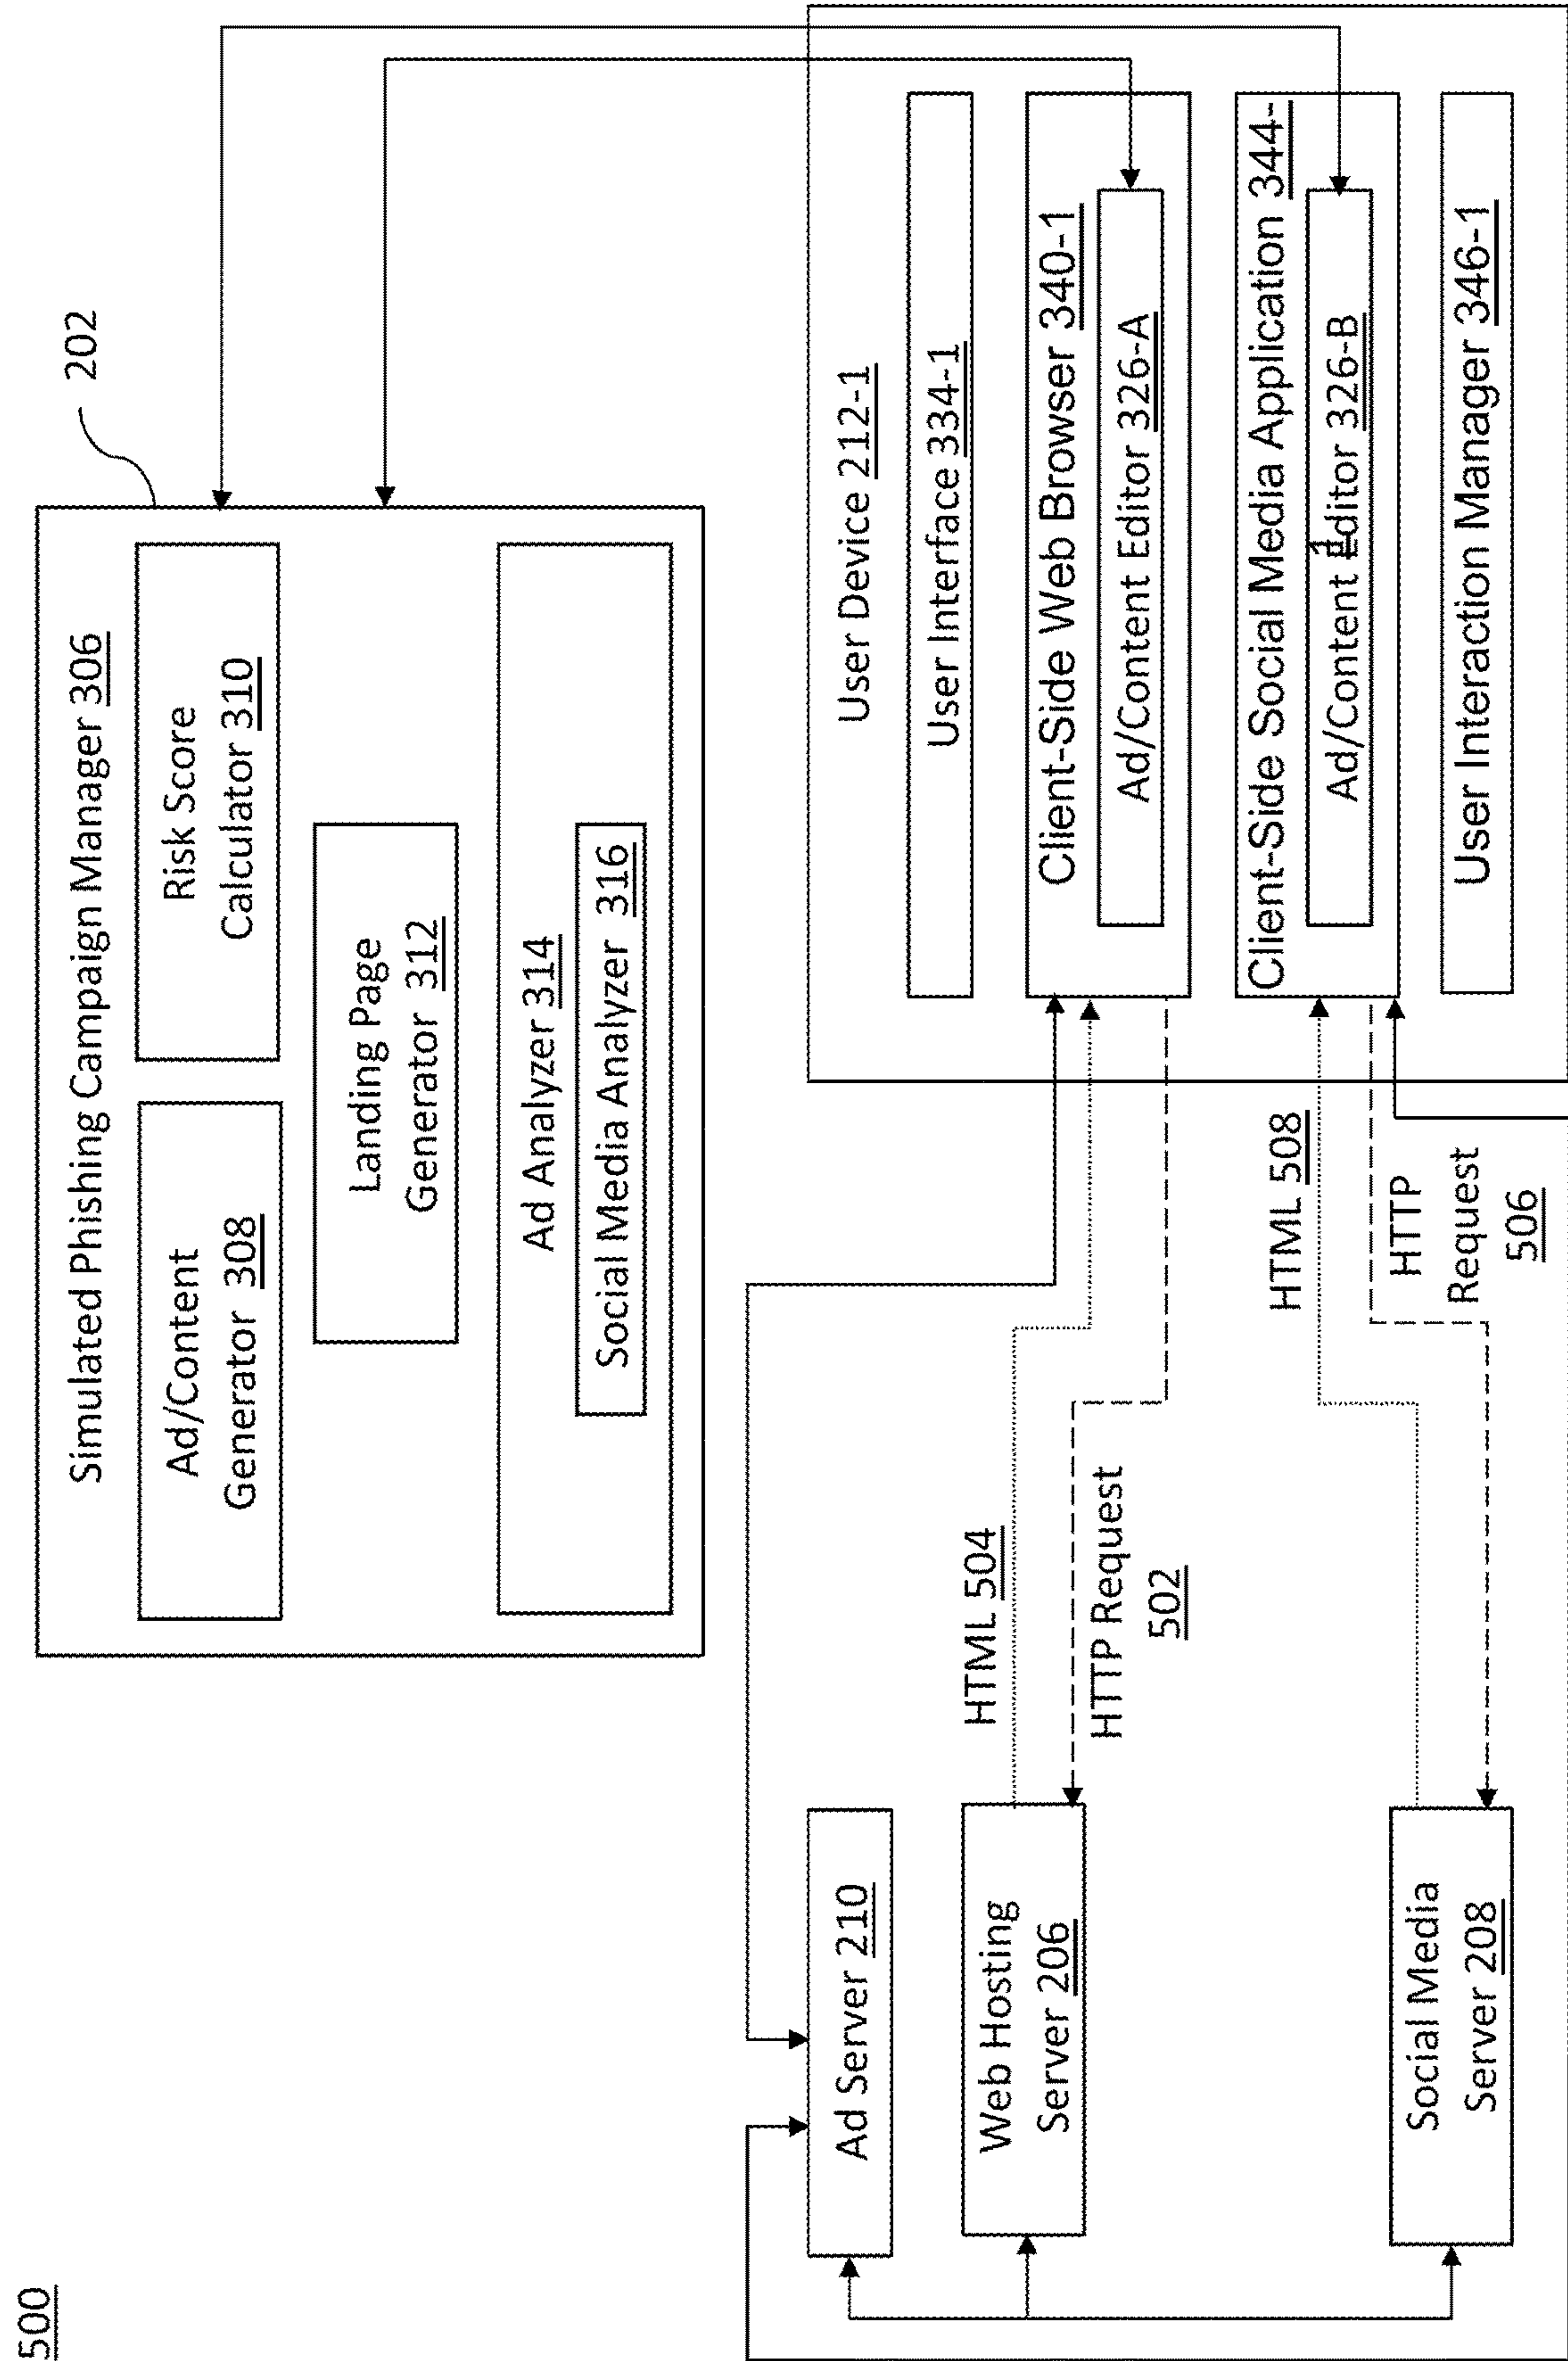 500
202
Simulated Phishing Campaign Manager 306
Ad/Content
Generator 308
Risk Score
Calculator 310
Landing Page
Generator 312
Ad Analyzer 314
Social Media Analyzer 316
Ad Server 210
Web Hosting
Server 206
Social Media
Server 208
HTML 504
HTTP Request
502
HTML 508
HTTP
Request
506
User Device 212-1
User Interface 334-1
Client-Side Web Browser 340-1
Ad/Content Editor 326-A
Client-Side Social Media Application 344-
1
Ad/Content Editor 326-B
User Interaction Manager 346-1